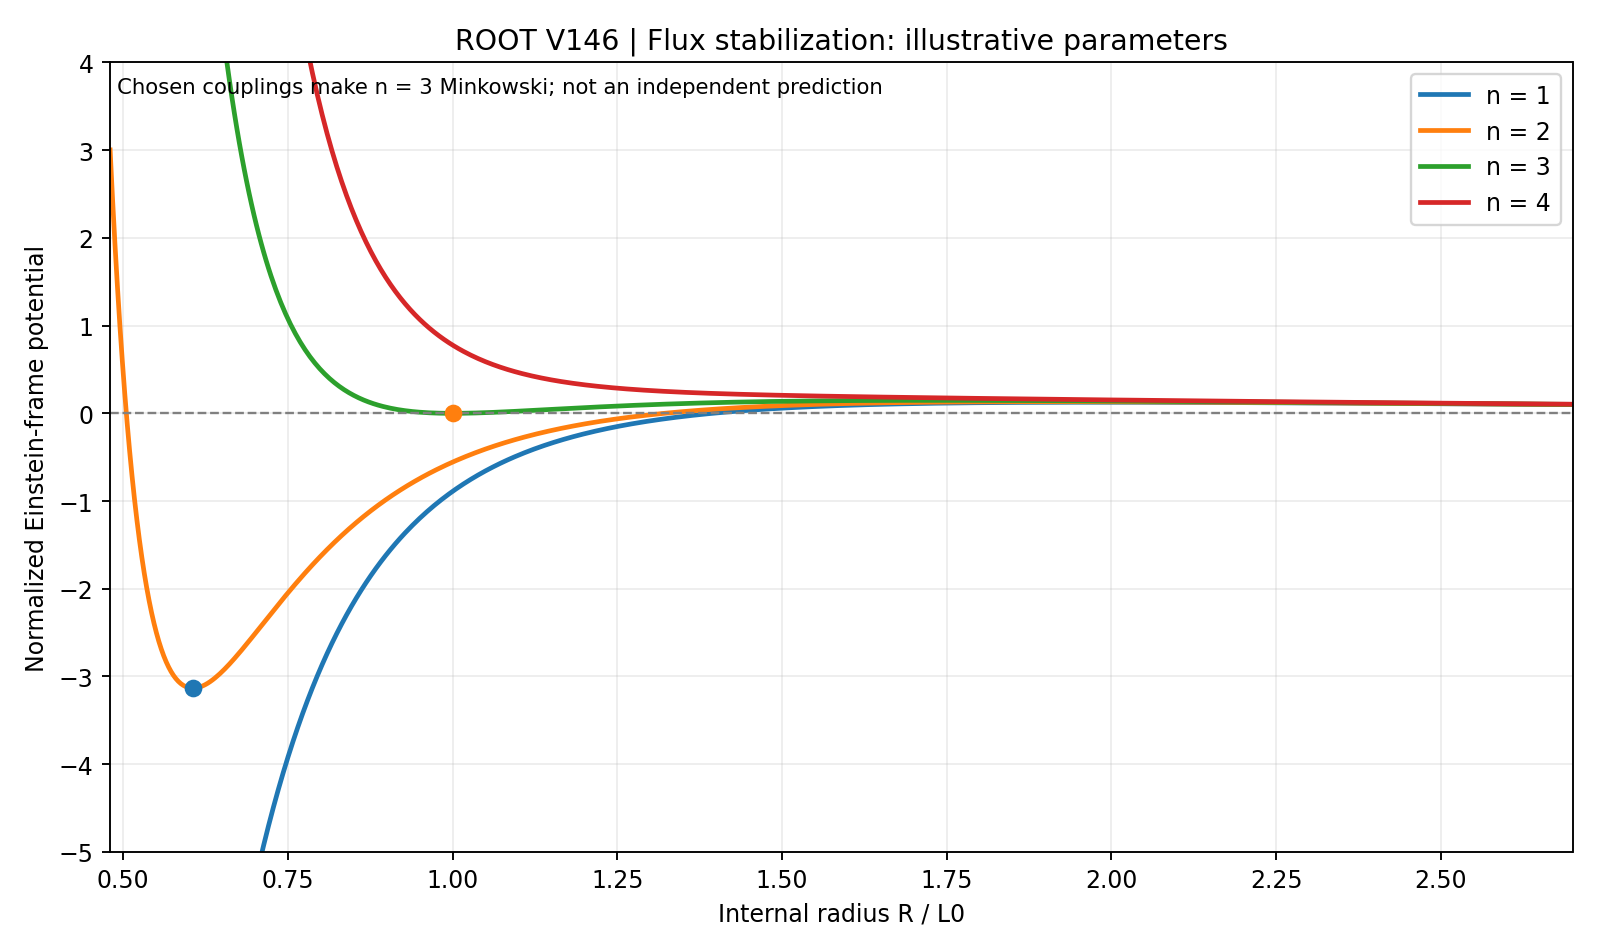 ROOT V146 | Flux stabilization: illustrative parameters
Chosen couplings make n = 3 Minkowski; not an independent prediction
n = 1
n = 2
n = 3
n = 4
Normalized Einstein-frame potential
4
3
2
1
0
−1
−2
−3
−4
−5
0.50 0.75 1.00 1.25 1.50 1.75 2.00 2.25 2.50
Internal radius R / L0